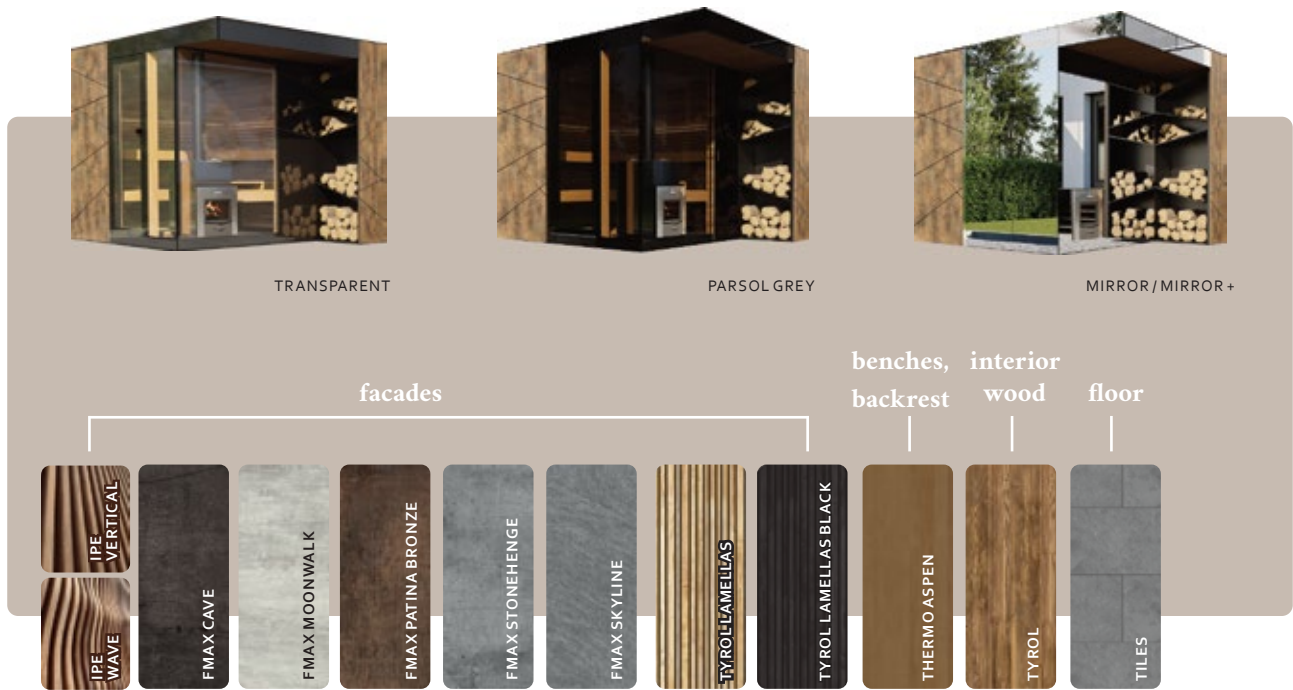 TRANSPARENT
PARSOL GREY
MIRROR / MIRROR +
facades
benches,
backrest
interior
wood
floor
IPE
VERTICAL
IPE
WAVE
FMAX CAVE
FMAX MOONWALK
FMAX PATINA BRONZE
FMAX STONEHENGE
FMAX SKYLINE
TYROL LAMELLAS
TYROL LAMELLAS BLACK
THERMO ASPEN
TYROL
TILES